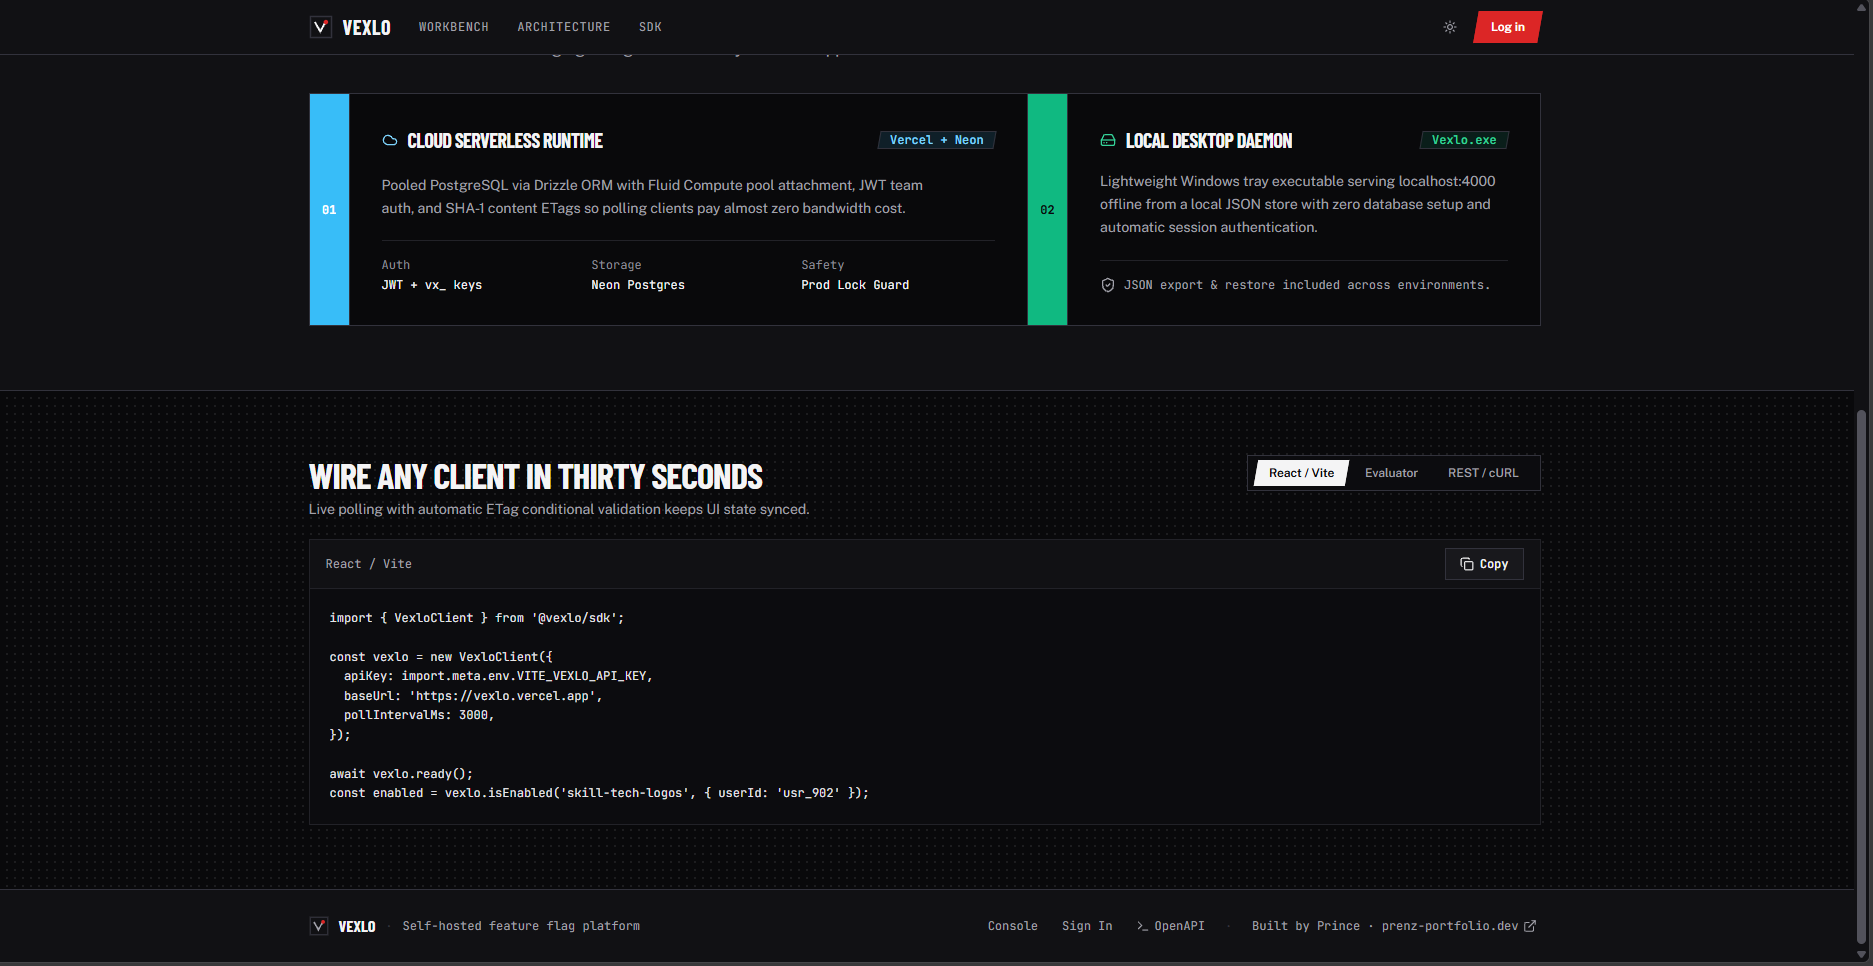 VEXLO
WORKBENCH
ARCHITECTURE
SDK
Log in
01
CLOUD SERVERLESS RUNTIME
Vercel + Neon
Pooled PostgreSQL via Drizzle ORM with Fluid Compute pool attachment, JWT team
auth, and SHA-1 content ETags so polling clients pay almost zero bandwidth cost.
Auth
JWT + vx_ keys
Storage
Neon Postgres
Safety
Prod Lock Guard
02
LOCAL DESKTOP DAEMON
Vexlo.exe
Lightweight Windows tray executable serving localhost:4000
offline from a local JSON store with zero database setup and
automatic session authentication.
JSON export & restore included across environments.
WIRE ANY CLIENT IN THIRTY SECONDS
Live polling with automatic ETag conditional validation keeps UI state synced.
React / Vite
Evaluator
REST / cURL
React / Vite
Copy
import { VexloClient } from '@vexlo/sdk';
const vexlo = new VexloClient({
apiKey: import.meta.env.VITE_VEXLO_API_KEY,
baseUrl: 'https://vexlo.vercel.app',
pollIntervalMs: 3000,
});
await vexlo.ready();
const enabled = vexlo.isEnabled('skill-tech-logos', { userId: 'usr_902' });
VEXLO · Self-hosted feature flag platform
Console
Sign In
OpenAPI
·
Built by Prince · prenz-portfolio.dev